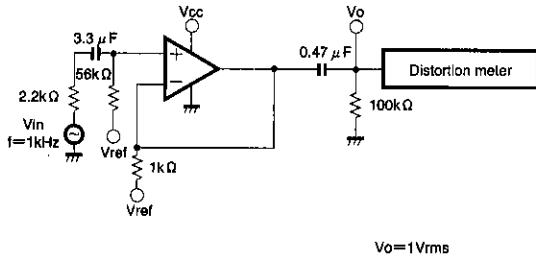 Vcc
Vo
3.3 μF
0.47 μF
56kΩ
+
−
Distortion meter
2.2kΩ
100kΩ
Vin
f=1kHz
Vref
1kΩ
Vref
Vo=1Vrms